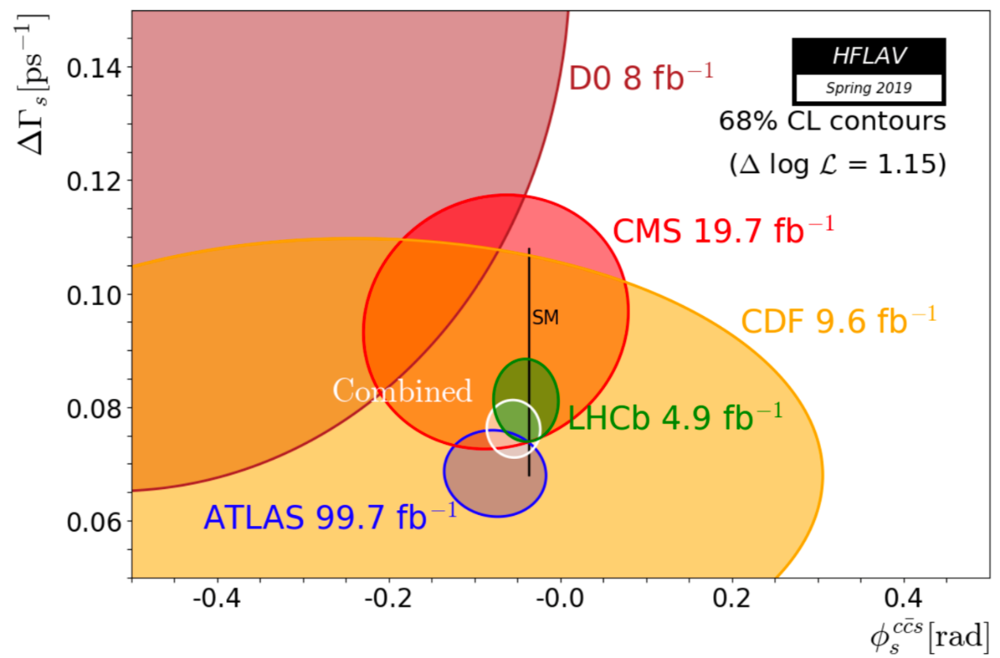 ΔΓₛ [ps⁻¹]
0.14
0.12
0.10
0.08
0.06
HFLAV
Spring 2019
68% CL contours
(Δ log ℒ = 1.15)
D0 8 fb⁻¹
CMS 19.7 fb⁻¹
CDF 9.6 fb⁻¹
SM
Combined
LHCb 4.9 fb⁻¹
ATLAS 99.7 fb⁻¹
-0.4 -0.2 -0.0 0.2 0.4
ϕₛ^{cc̄s} [rad]